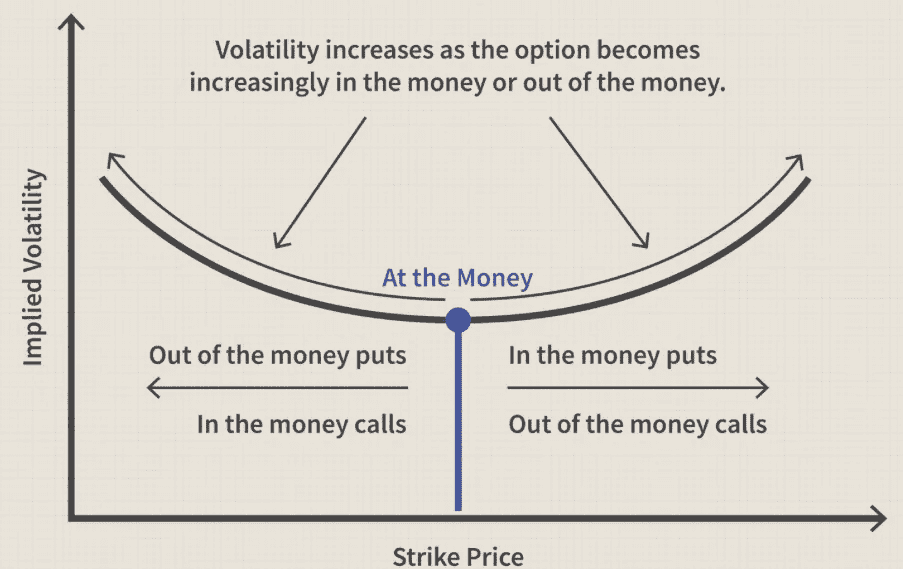 Volatility increases as the option becomes
increasingly in the money or out of the money.
Implied Volatility
At the Money
Out of the money puts
In the money puts
In the money calls
Out of the money calls
Strike Price